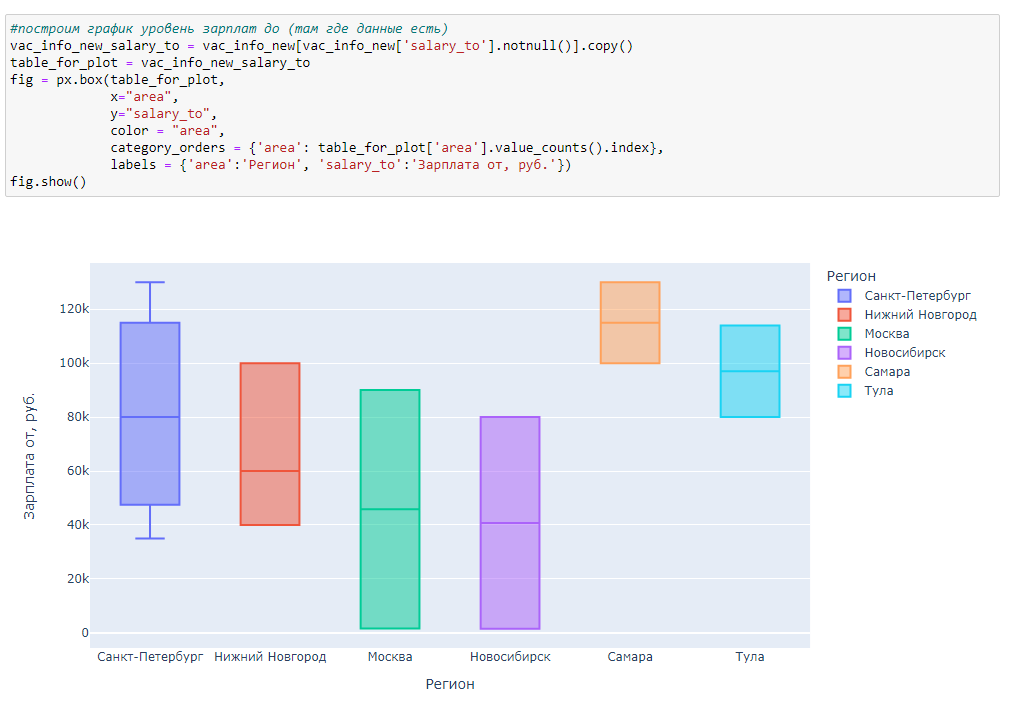 #построим график уровень зарплат до (там где данные есть)
vac_info_new_salary_to = vac_info_new[vac_info_new['salary_to'].notnull()].copy()
table_for_plot = vac_info_new_salary_to
fig = px.box(table_for_plot,
x="area",
y="salary_to",
color = "area",
category_orders = {'area': table_for_plot['area'].value_counts().index},
labels = {'area':'Регион', 'salary_to':'Зарплата от, руб.'})
fig.show()
Зарплата от, руб.
120k
100k
80k
60k
40k
20k
0
Санкт-Петербург Нижний Новгород Москва Новосибирск Самара Тула
Регион
Регион
Санкт-Петербург
Нижний Новгород
Москва
Новосибирск
Самара
Тула